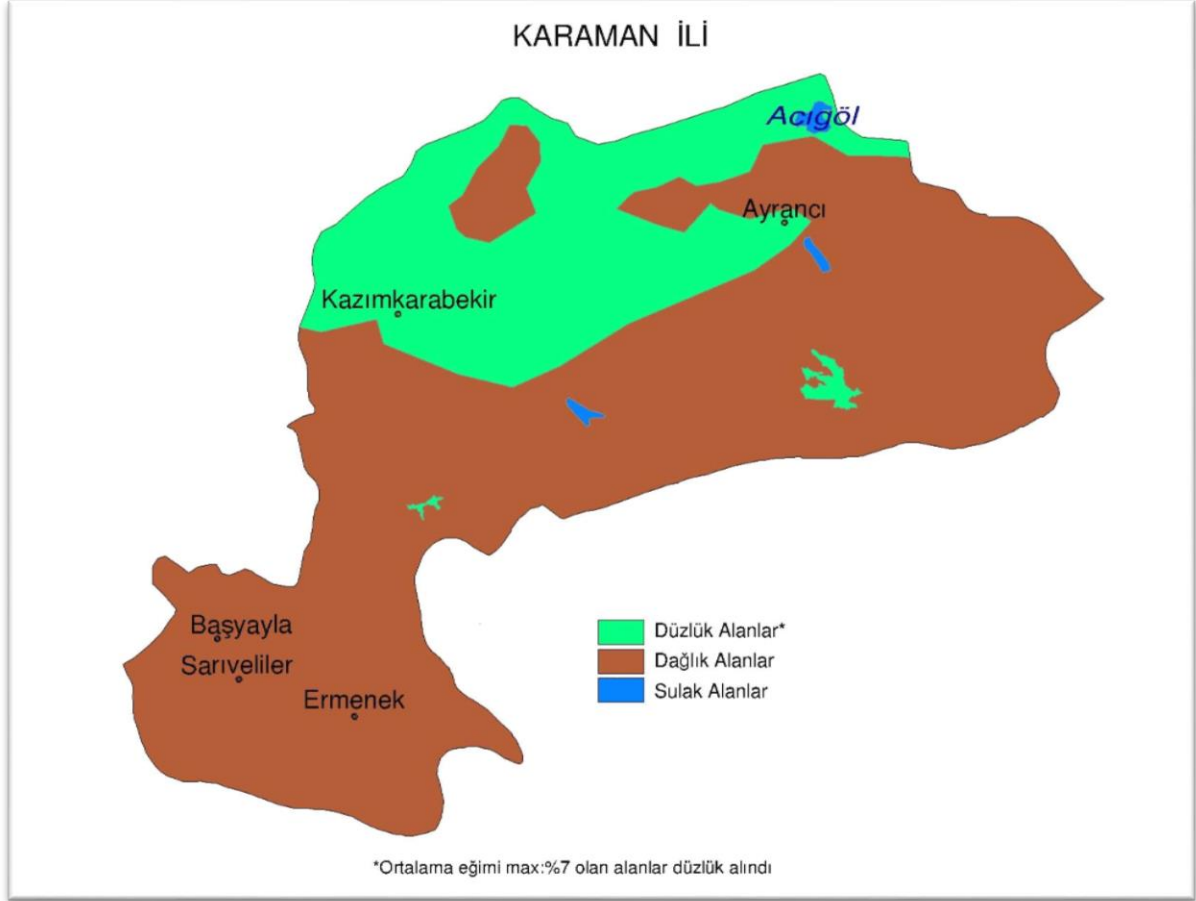 KARAMAN İLİ
Acıgöl
Ayrancı
Kazımkarabekir
Başyayla
Sarıveliler
Ermenek
Düzlük Alanlar*
Dağlık Alanlar
Sulak Alanlar
*Ortalama eğimi max:%7 olan alanlar düzlük alındı